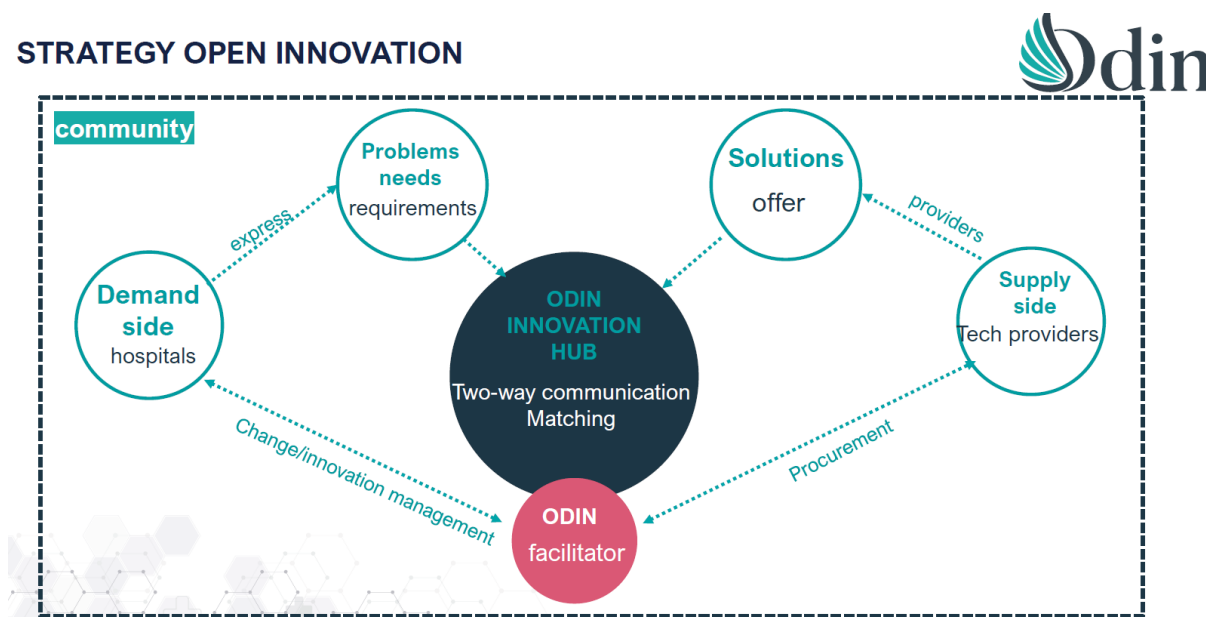 STRATEGY OPEN INNOVATION
Odin
community
Problems
needs
requirements
Solutions
offer
express
providers
Demand
side
hospitals
Supply
side
Tech providers
ODIN
INNOVATION
HUB
Two-way communication
Matching
Change/innovation management
Procurement
ODIN
facilitator